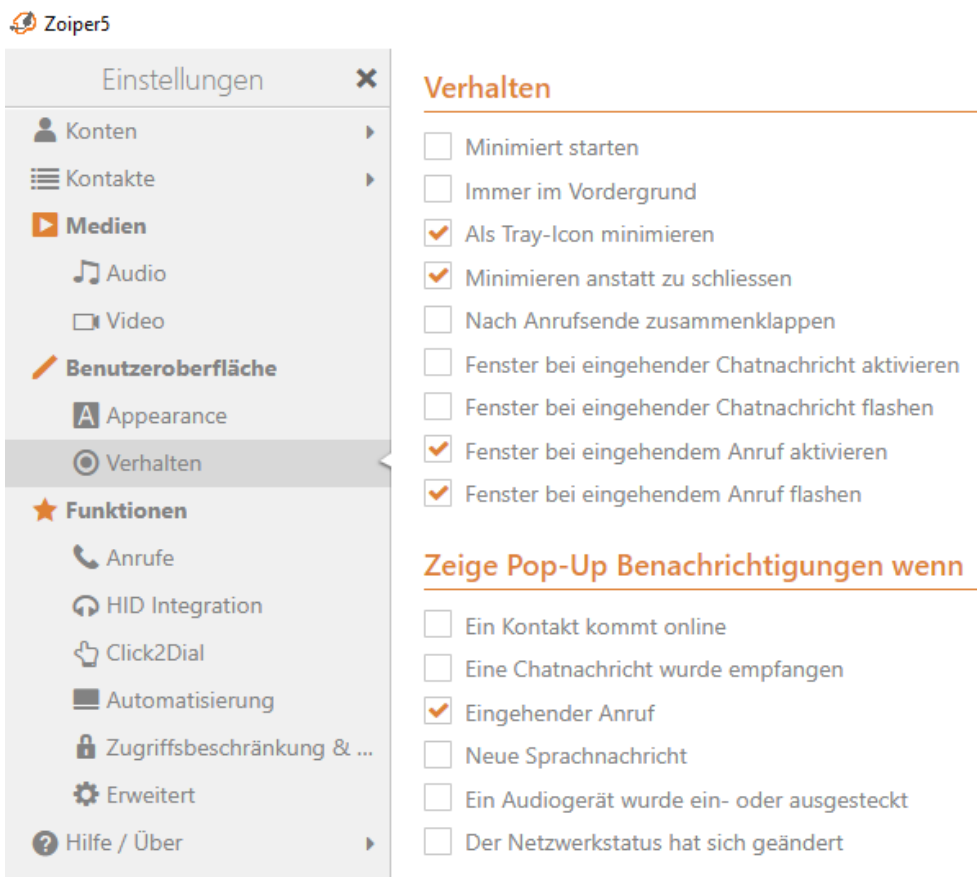 Zoiper5
Einstellungen
Konten
Kontakte
Medien
Audio
Video
Benutzeroberfläche
Appearance
Verhalten
Funktionen
Anrufe
HID Integration
Click2Dial
Automatisierung
Zugriffsbeschränkung & ...
Erweitert
Hilfe / Über
Verhalten
Minimiert starten
Immer im Vordergrund
Als Tray-Icon minimieren
Minimieren anstatt zu schliessen
Nach Anrufsende zusammenklappen
Fenster bei eingehender Chatnachricht aktivieren
Fenster bei eingehender Chatnachricht flashen
Fenster bei eingehendem Anruf aktivieren
Fenster bei eingehendem Anruf flashen
Zeige Pop-Up Benachrichtigungen wenn
Ein Kontakt kommt online
Eine Chatnachricht wurde empfangen
Eingehender Anruf
Neue Sprachnachricht
Ein Audiogerät wurde ein- oder ausgesteckt
Der Netzwerkstatus hat sich geändert